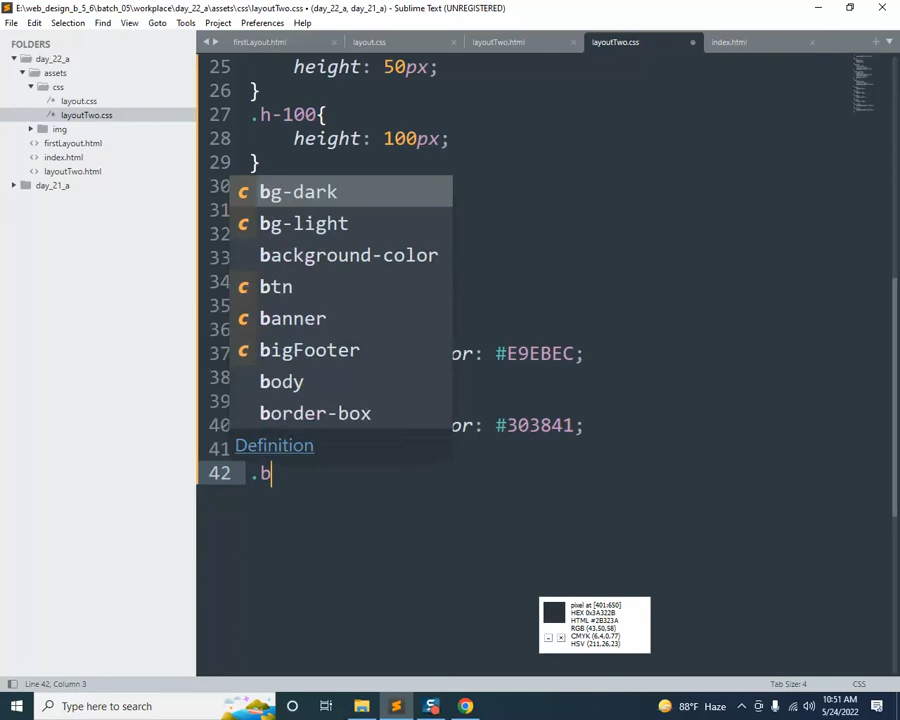 E:\web_design_b_5_6\batch_05\workplace\day_22_a\assets\css\layoutTwo.css • (day_22_a, day_21_a) - Sublime Text (UNREGISTERED)
File Edit Selection Find View Goto Tools Project Preferences Help
FOLDERS
day_22_a
assets
css
layout.css
layoutTwo.css
img
firstLayout.html
index.html
layoutTwo.html
day_21_a
firstLayout.html layout.css layoutTwo.html layoutTwo.css index.html
25 height: 50px;
26 }
27 .h-100{
28 height: 100px;
29 }
30
31
32
33
34
35
36
37 or: #E9EBEC;
38
39
40 or: #303841;
41
42 .b
bg-dark
bg-light
background-color
btn
banner
bigFooter
body
border-box
Definition
pixel at [401:650]
HEX 0x3A322B
HTML #2B323A
RGB (43,50,58)
CMYK (6,4,0,77)
HSV (211,26,23)
Line 42, Column 3
Tab Size: 4
CSS
Type here to search
88°F Haze
10:51 AM
5/24/2022